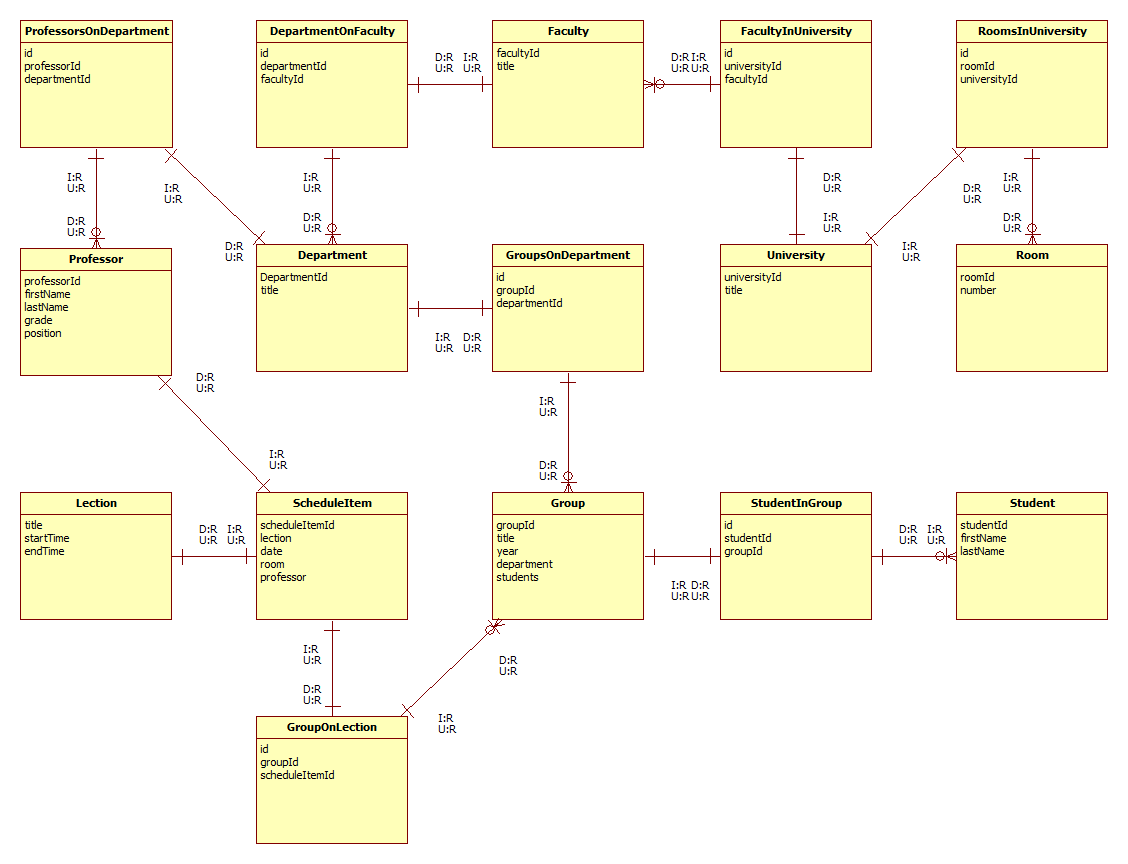 ProfessorsOnDepartment
id
professorId
departmentId
DepartmentOnFaculty
id
departmentId
facultyId
D:R I:R
U:R U:R
Faculty
facultyId
title
D:R I:R
U:R U:R
FacultyInUniversity
id
universityId
facultyId
RoomsInUniversity
id
roomId
universityId
I:R
U:R
D:R
U:R
I:R
U:R
D:R
U:R
I:R
U:R
D:R
U:R
D:R
U:R
I:R
U:R
D:R
U:R
I:R
U:R
I:R
U:R
D:R
U:R
Professor
professorId
firstName
lastName
grade
position
Department
DepartmentId
title
I:R D:R
U:R U:R
GroupsOnDepartment
id
groupId
departmentId
University
universityId
title
Room
roomId
number
D:R
U:R
I:R
U:R
I:R
U:R
D:R
U:R
Lection
title
startTime
endTime
D:R I:R
U:R U:R
ScheduleItem
scheduleItemId
lection
date
room
professor
Group
groupId
title
year
department
students
I:R D:R
U:R U:R
StudentInGroup
id
studentId
groupId
D:R I:R
U:R U:R
Student
studentId
firstName
lastName
I:R
U:R
D:R
U:R
D:R
U:R
I:R
U:R
GroupOnLection
id
groupId
scheduleItemId